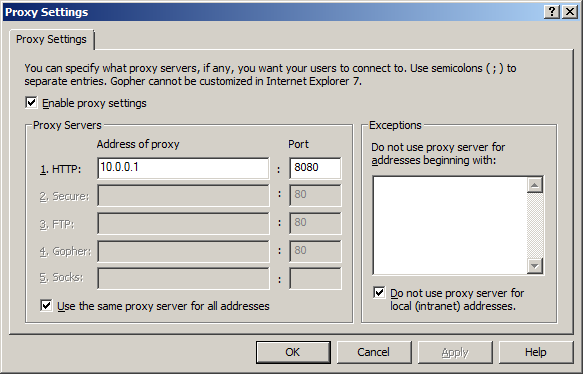 Proxy Settings
Proxy Settings
You can specify what proxy servers, if any, you want your users to connect to. Use semicolons ( ; ) to
separate entries. Gopher cannot be customized in Internet Explorer 7.
Enable proxy settings
Proxy Servers
Address of proxy Port
1. HTTP: 10.0.0.1 : 8080
2. Secure: : 80
3. FTP: : 80
4. Gopher: : 80
5. Socks: :
Use the same proxy server for all addresses
Exceptions
Do not use proxy server for
addresses beginning with:
Do not use proxy server for
local (intranet) addresses.
OK Cancel Apply Help